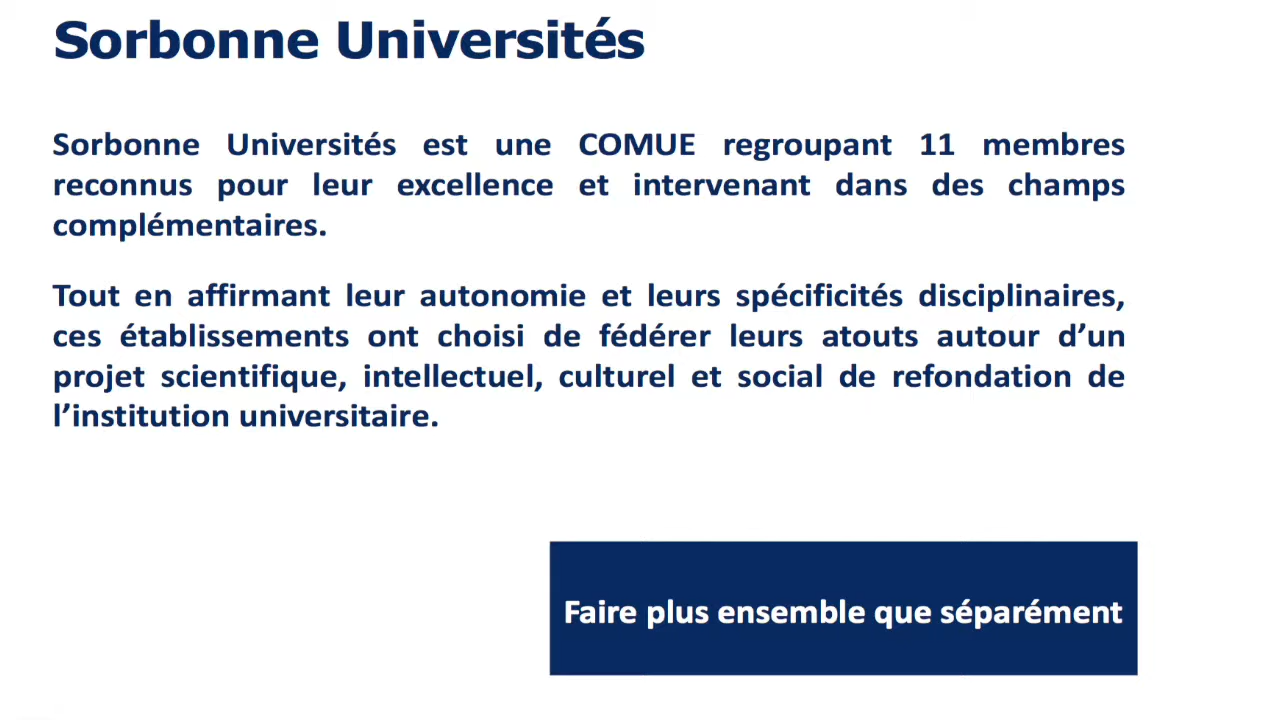 Sorbonne Universités
Sorbonne Universités est une COMUE regroupant 11 membres
reconnus pour leur excellence et intervenant dans des champs
complémentaires.
Tout en affirmant leur autonomie et leurs spécificités disciplinaires,
ces établissements ont choisi de fédérer leurs atouts autour d’un
projet scientifique, intellectuel, culturel et social de refondation de
l’institution universitaire.
Faire plus ensemble que séparément